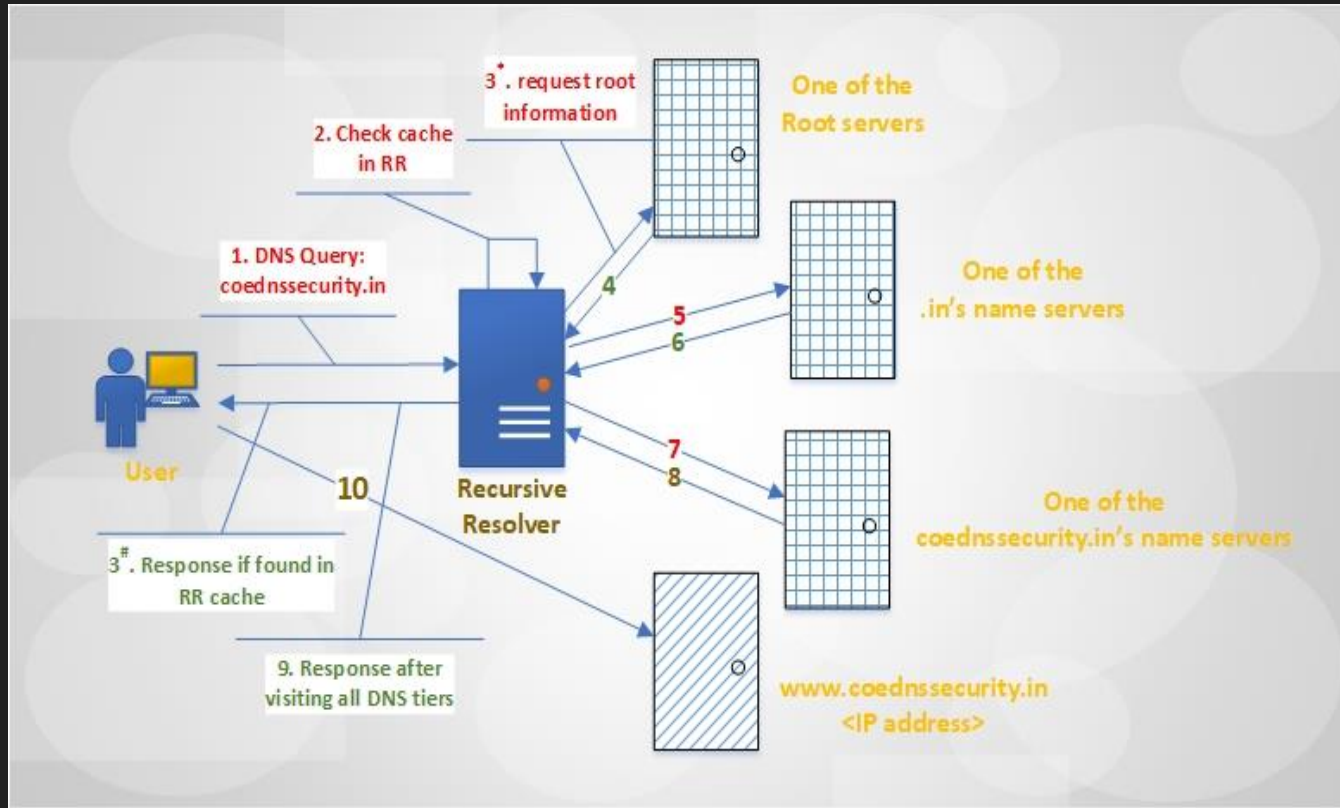 3*. request root
information
One of the
Root servers
2. Check cache
in RR
1. DNS Query:
coednssecurity.in
4
One of the
.in's name servers
5
6
User
10
Recursive
Resolver
7
8
One of the
coednssecurity.in's name servers
3#. Response if found in
RR cache
9. Response after
visiting all DNS tiers
www.coednssecurity.in
<IP address>